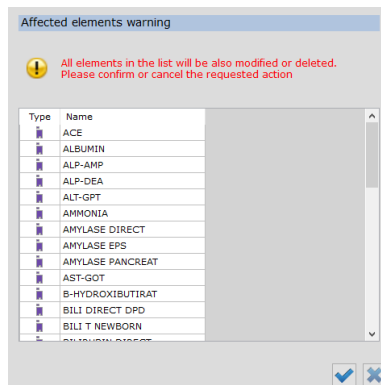 Affected elements warning
All elements in the list will be also modified or deleted.
Please confirm or cancel the requested action
Type Name
ACE
ALBUMIN
ALP-AMP
ALP-DEA
ALT-GPT
AMMONIA
AMYLASE DIRECT
AMYLASE EPS
AMYLASE PANCREAT
AST-GOT
B-HYDROXIBUTIRAT
BILI DIRECT DPD
BILI T NEWBORN
BILIRUBIN DIRECT